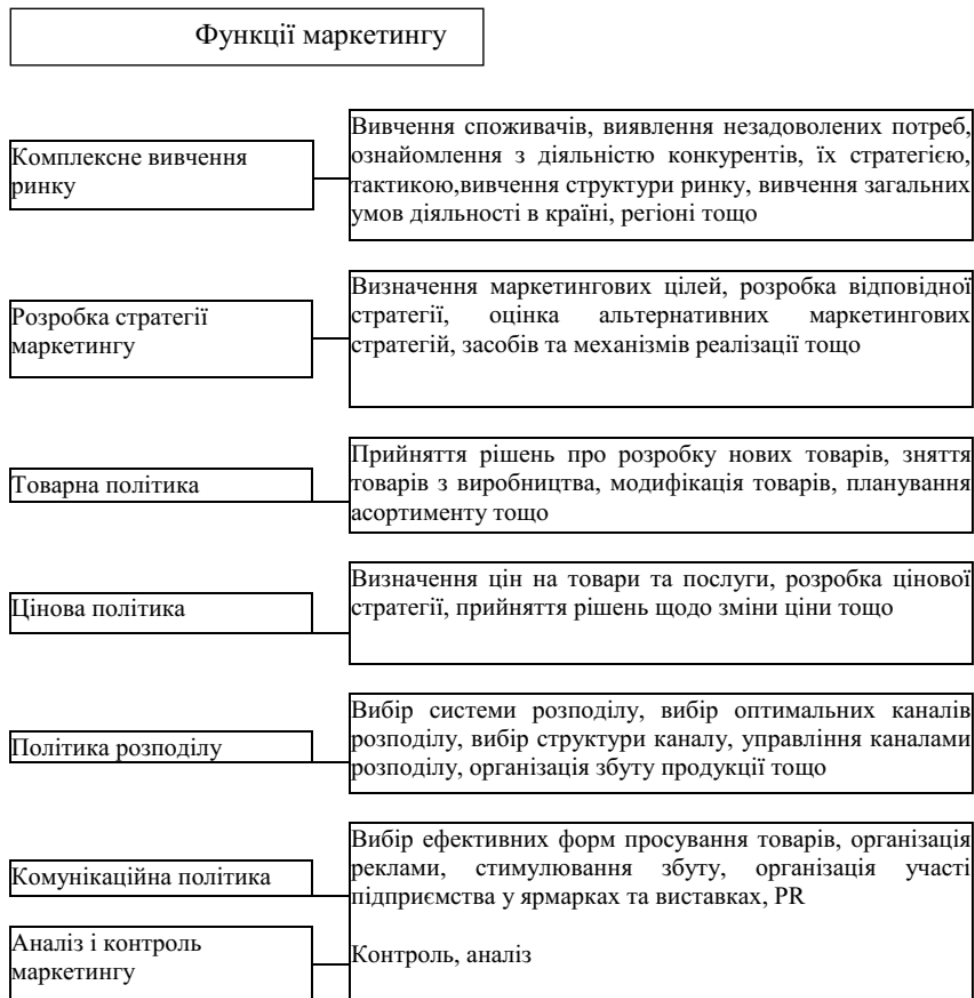 Функції маркетингу
Комплексне вивчення
ринку
Вивчення споживачів, виявлення незадоволених потреб,
ознайомлення з діяльністю конкурентів, їх стратегією,
тактикою,вивчення структури ринку, вивчення загальних
умов діяльності в країні, регіоні тощо
Розробка стратегії
маркетингу
Визначення маркетингових цілей, розробка відповідної
стратегії, оцінка альтернативних маркетингових
стратегій, засобів та механізмів реалізації тощо
Товарна політика
Прийняття рішень про розробку нових товарів, зняття
товарів з виробництва, модифікація товарів, планування
асортименту тощо
Цінова політика
Визначення цін на товари та послуги, розробка цінової
стратегії, прийняття рішень щодо зміни ціни тощо
Політика розподілу
Вибір системи розподілу, вибір оптимальних каналів
розподілу, вибір структури каналу, управління каналами
розподілу, організація збуту продукції тощо
Комунікаційна політика
Вибір ефективних форм просування товарів, організація
реклами, стимулювання збуту, організація участі
підприємства у ярмарках та виставках, PR
Аналіз і контроль
маркетингу
Контроль, аналіз